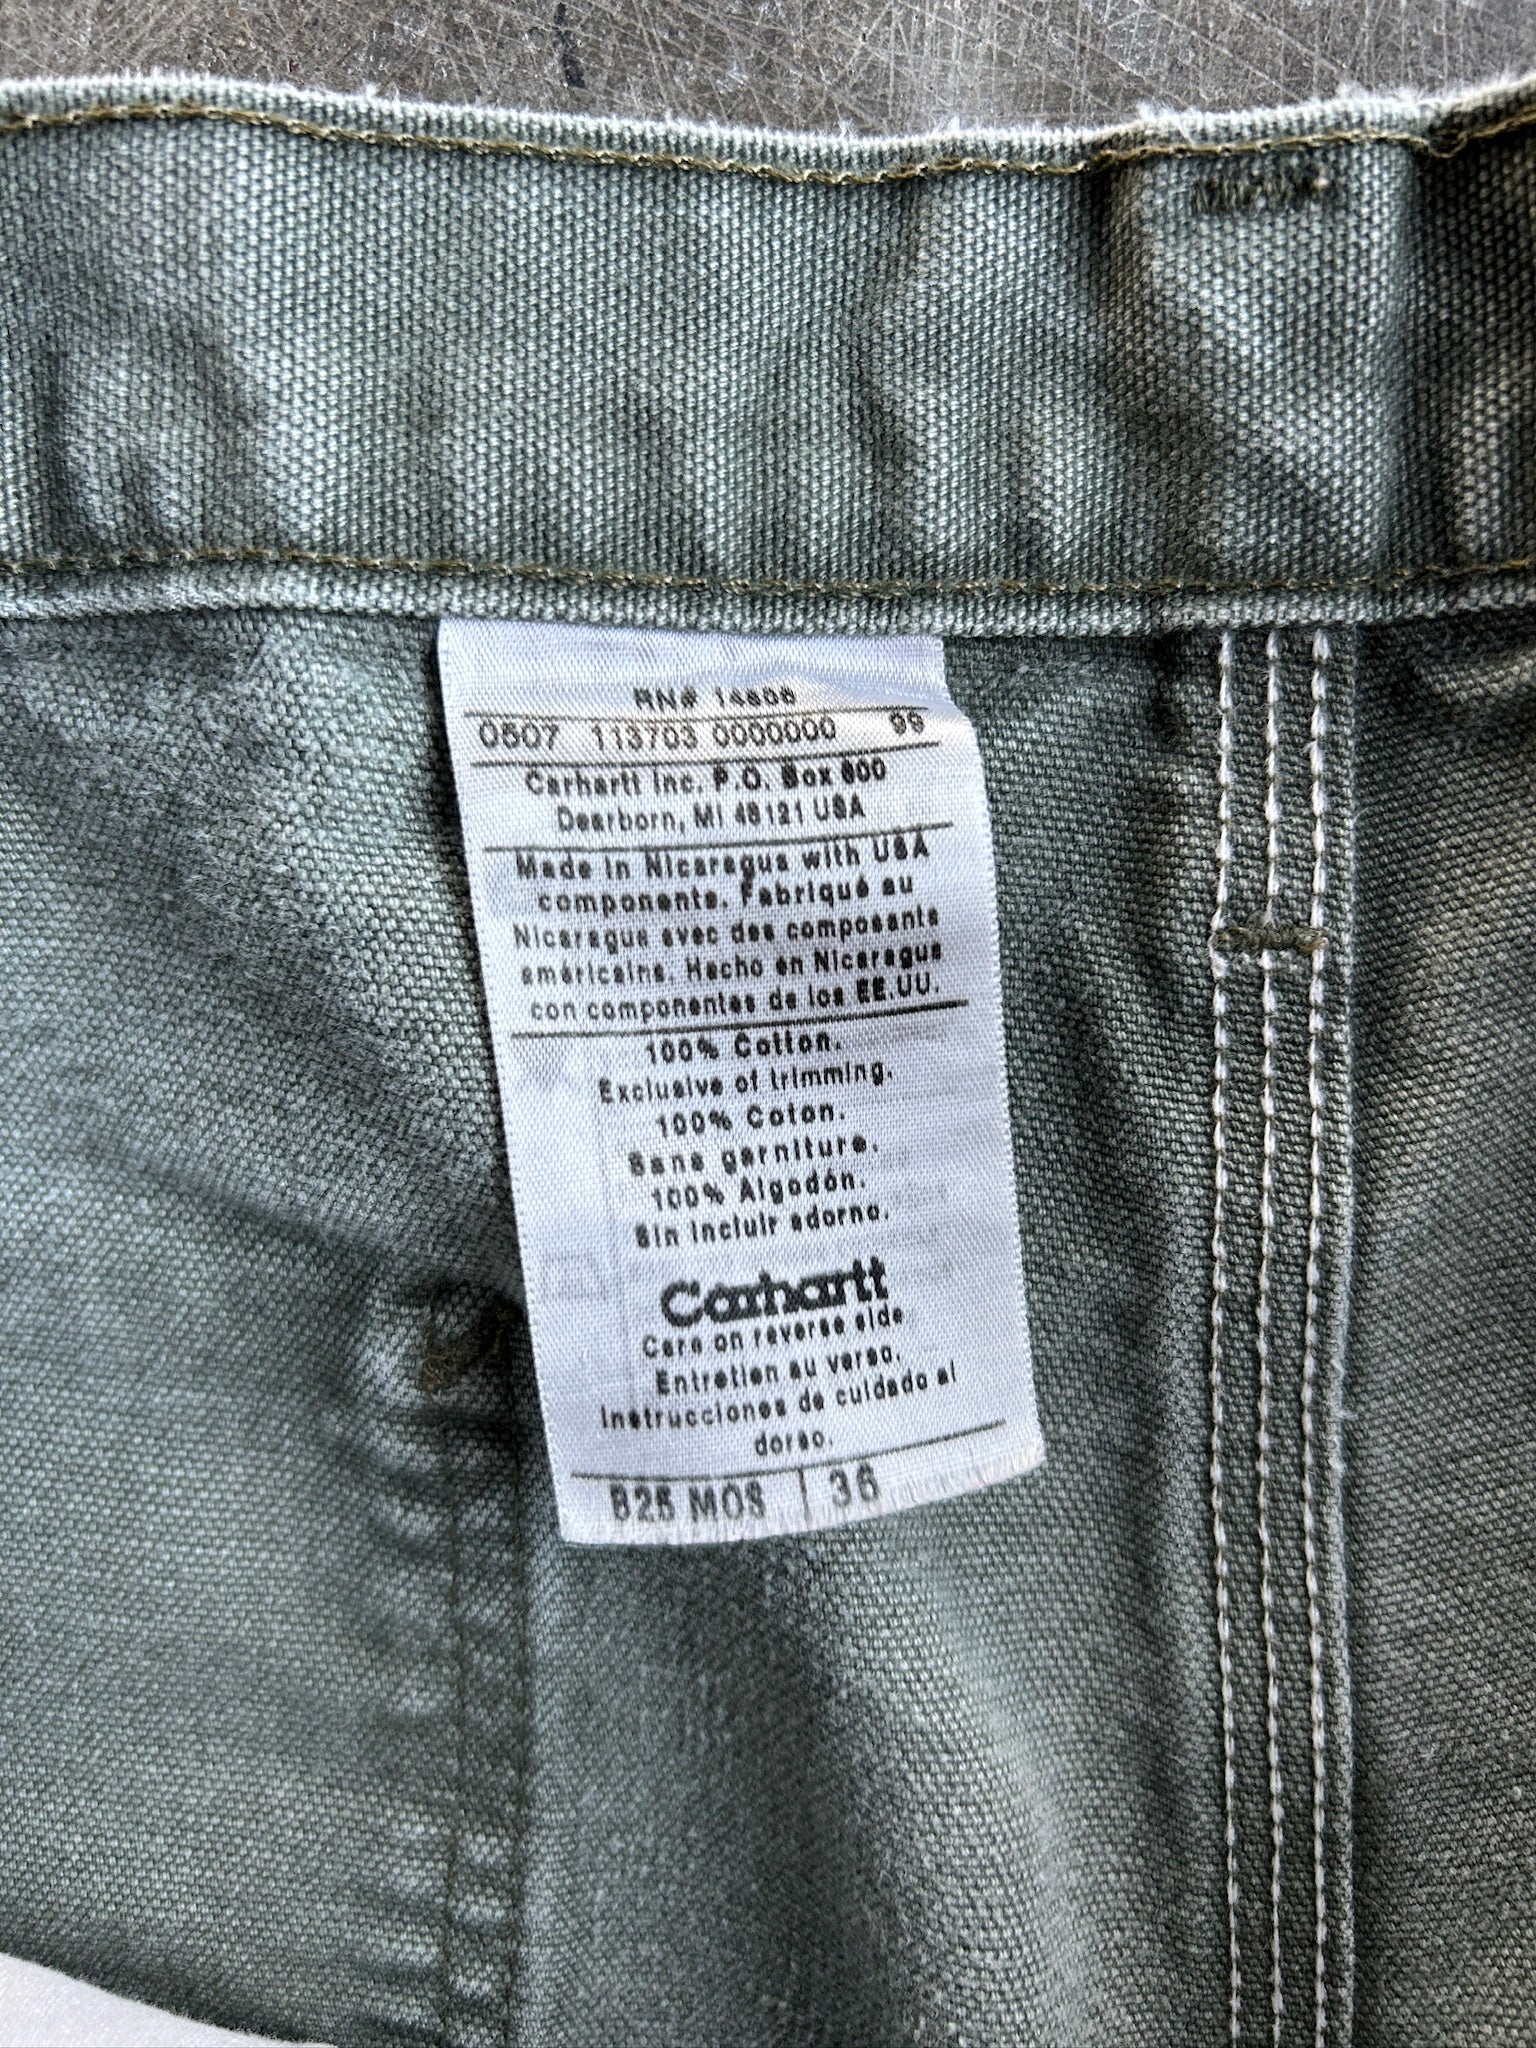 RN# 14806
0507 113703 0000000 99
Carhartt Inc. P.O. Box 600
Dearborn, MI 48121 USA
Made in Nicaragua with USA
components. Fabriqué au
Nicaragua avec des composants
américains. Hecho en Nicaragua
con componentes de los EE.UU.
100% Cotton.
Exclusive of trimming.
100% Coton.
Sans garniture.
100% Algodón.
Sin incluir adorno.
Carhartt
Care on reverse side
Entretien au verso.
Instrucciones de cuidado al
dorso.
B25 MOS 36